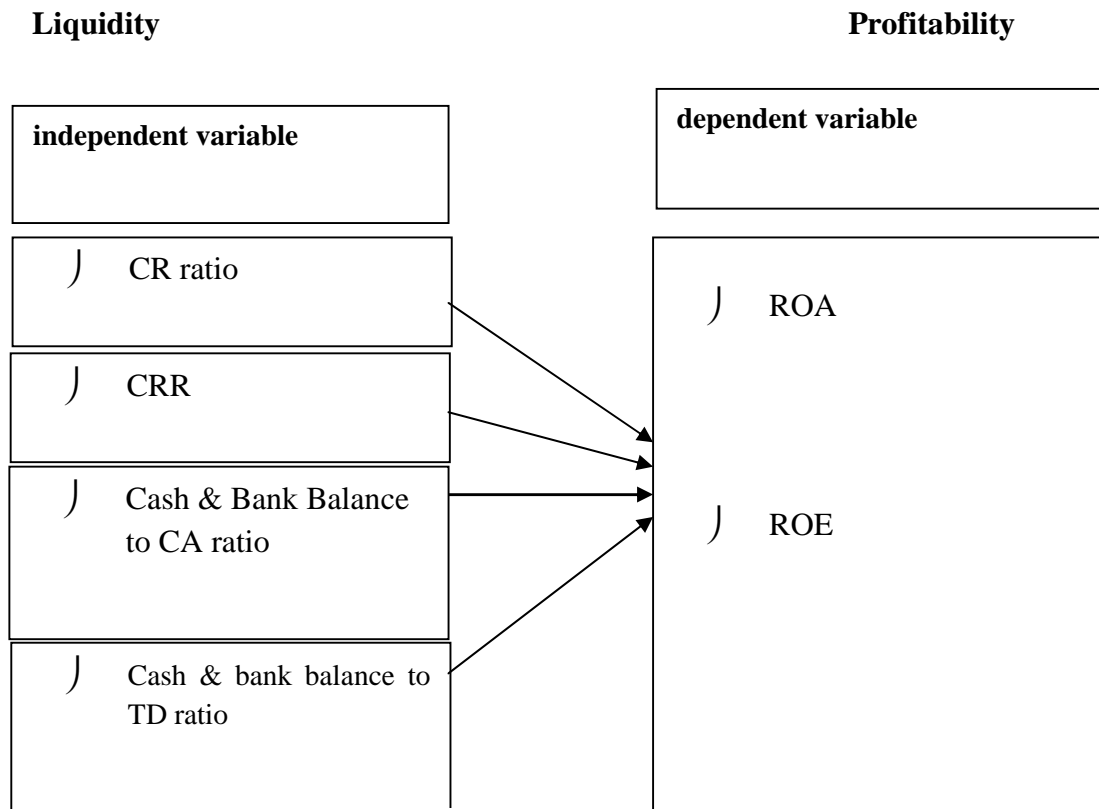 Liquidity
Profitability
independent variable
dependent variable
CR ratio
CRR
Cash & Bank Balance
to CA ratio
Cash & bank balance to
TD ratio
ROA
ROE